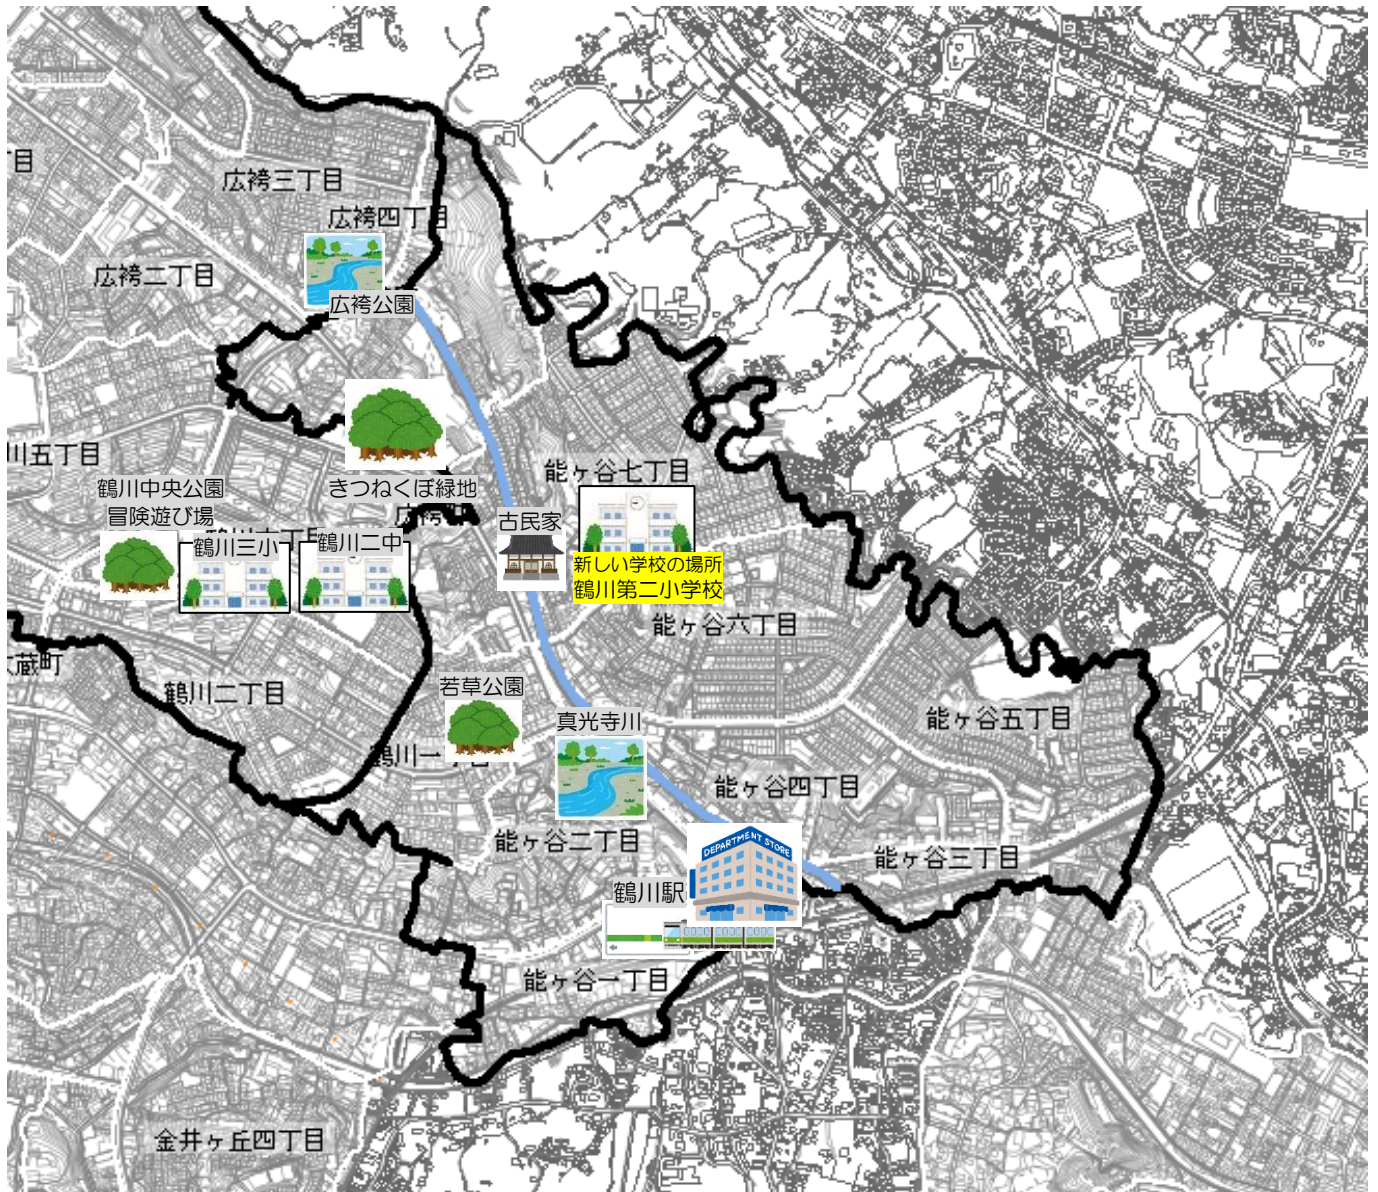 広袴三丁目
広袴四丁目
広袴二丁目
広袴公園
川五丁目
能ヶ谷七丁目
鶴川中央公園
冒険遊び場
きつねくぼ緑地
古民家
鶴川三小
鶴川二中
新しい学校の場所
鶴川第二小学校
能ヶ谷六丁目
蔵町
鶴川二丁目
若草公園
真光寺川
能ヶ谷五丁目
鶴川一
能ヶ谷四丁目
能ヶ谷二丁目
DEPARTMENT STORE
能ヶ谷三丁目
鶴川駅
能ヶ谷一丁目
金井ヶ丘四丁目